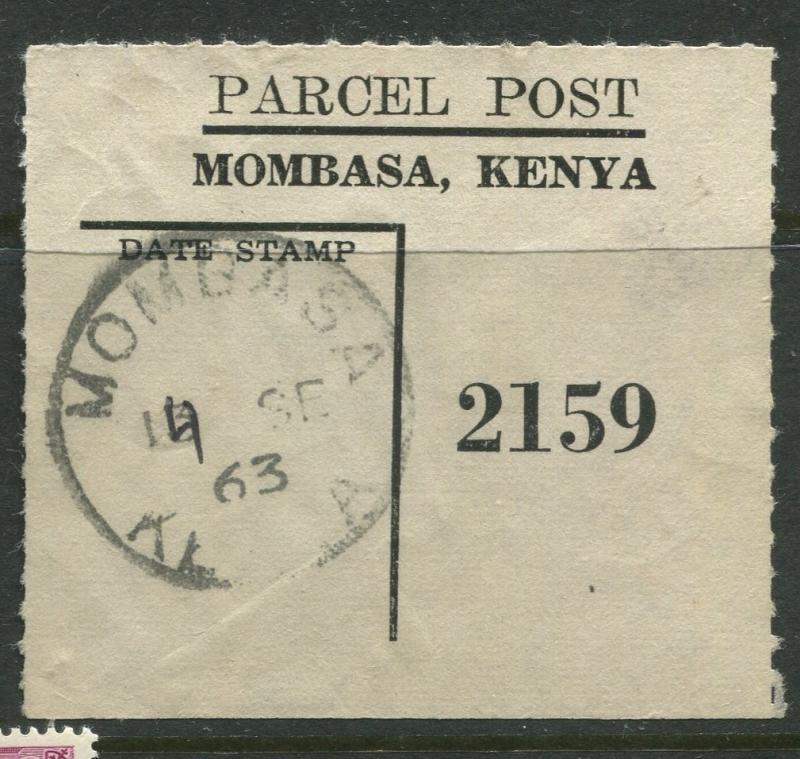 PARCEL POST
MOMBASA, KENYA
DATE STAMP
MOMBASA
SE
63
2159